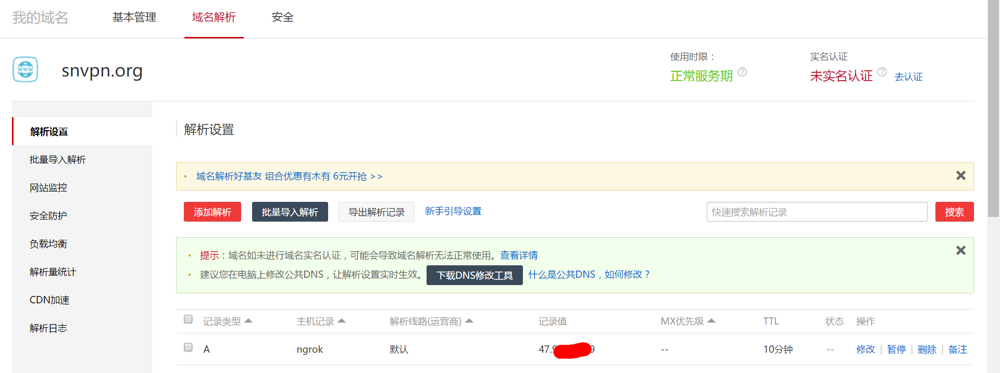 我的域名 基本管理 域名解析 安全
www
snvpn.org
使用时限：
正常服务期 ?
实名认证
未实名认证 ? 去认证
解析设置
批量导入解析
网站监控
安全防护
负载均衡
解析量统计
CDN加速
解析日志
解析设置
域名解析好基友 组合优惠有木有 6元开抢 >>
添加解析 批量导入解析 导出解析记录 新手引导设置 快速搜索解析记录 搜索
提示：域名如未进行域名实名认证，可能会导致域名解析无法正常使用。查看详情
建议您在电脑上修改公共DNS，让解析设置实时生效。 下载DNS修改工具 什么是公共DNS，如何修改？
记录类型 主机记录 解析线路(运营商) 记录值 MX优先级 TTL 状态 操作
A ngrok 默认 47. -- 10分钟 -- 修改 | 暂停 | 删除 | 备注